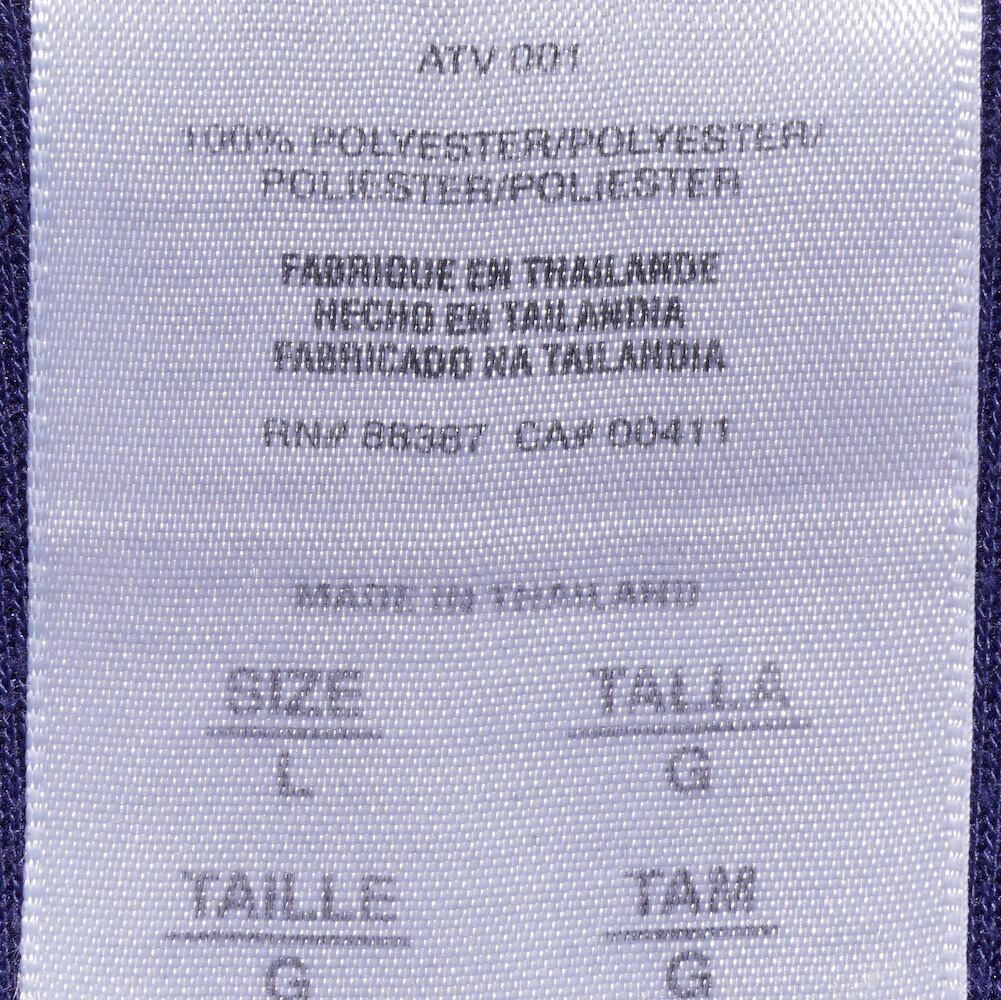 ATV 001
100% POLYESTER/POLYESTER/
POLIESTER/POLIESTER
FABRIQUE EN THAILANDE
HECHO EN TAILANDIA
FABRICADO NA TAILANDIA
RN# 88387 CA# 00411
MADE IN THAILAND
SIZE TALLA
L G
TAILLE TAM
G G